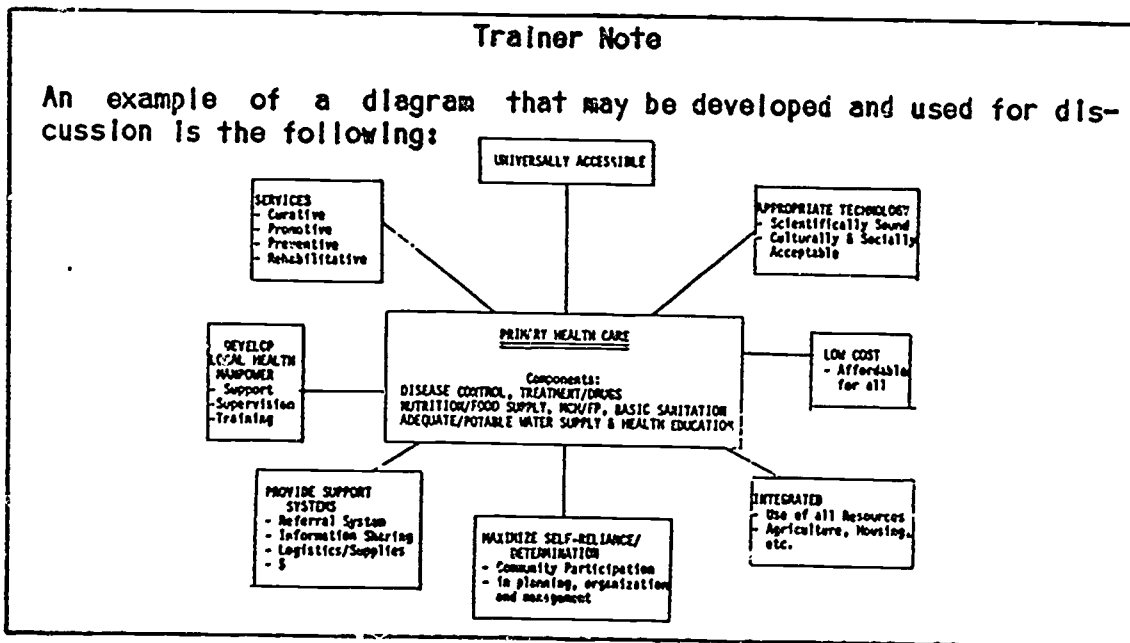 Trainer Note
An example of a diagram that may be developed and used for dis-
cussion is the following:
UNIVERSALLY ACCESSIBLE
SERVICES
- Curative
- Promotive
- Preventive
- Rehabilitative
APPROPRIATE TECHNOLOGY
- Scientifically Sound
- Culturally & Socially
Acceptable
PRIMARY HEALTH CARE
Components:
DISEASE CONTROL, TREATMENT/DRUGS
NUTRITION/FOOD SUPPLY, MCH/FP, BASIC SANITATION
ADEQUATE/POTABLE WATER SUPPLY & HEALTH EDUCATION
DEVELOP
LOCAL HEALTH
MANPOWER
- Support
-Supervision
-Training
LOW COST
- Affordable
for all
PROVIDE SUPPORT
SYSTEMS
- Referral System
- Information Sharing
- Logistics/Supplies
- $
MAXIMIZE SELF-RELIANCE/
DETERMINATION
- Community Participation
- in planning, organization
and management
INTEGRATED
- Use of all Resources
- Agriculture, Housing,
etc.